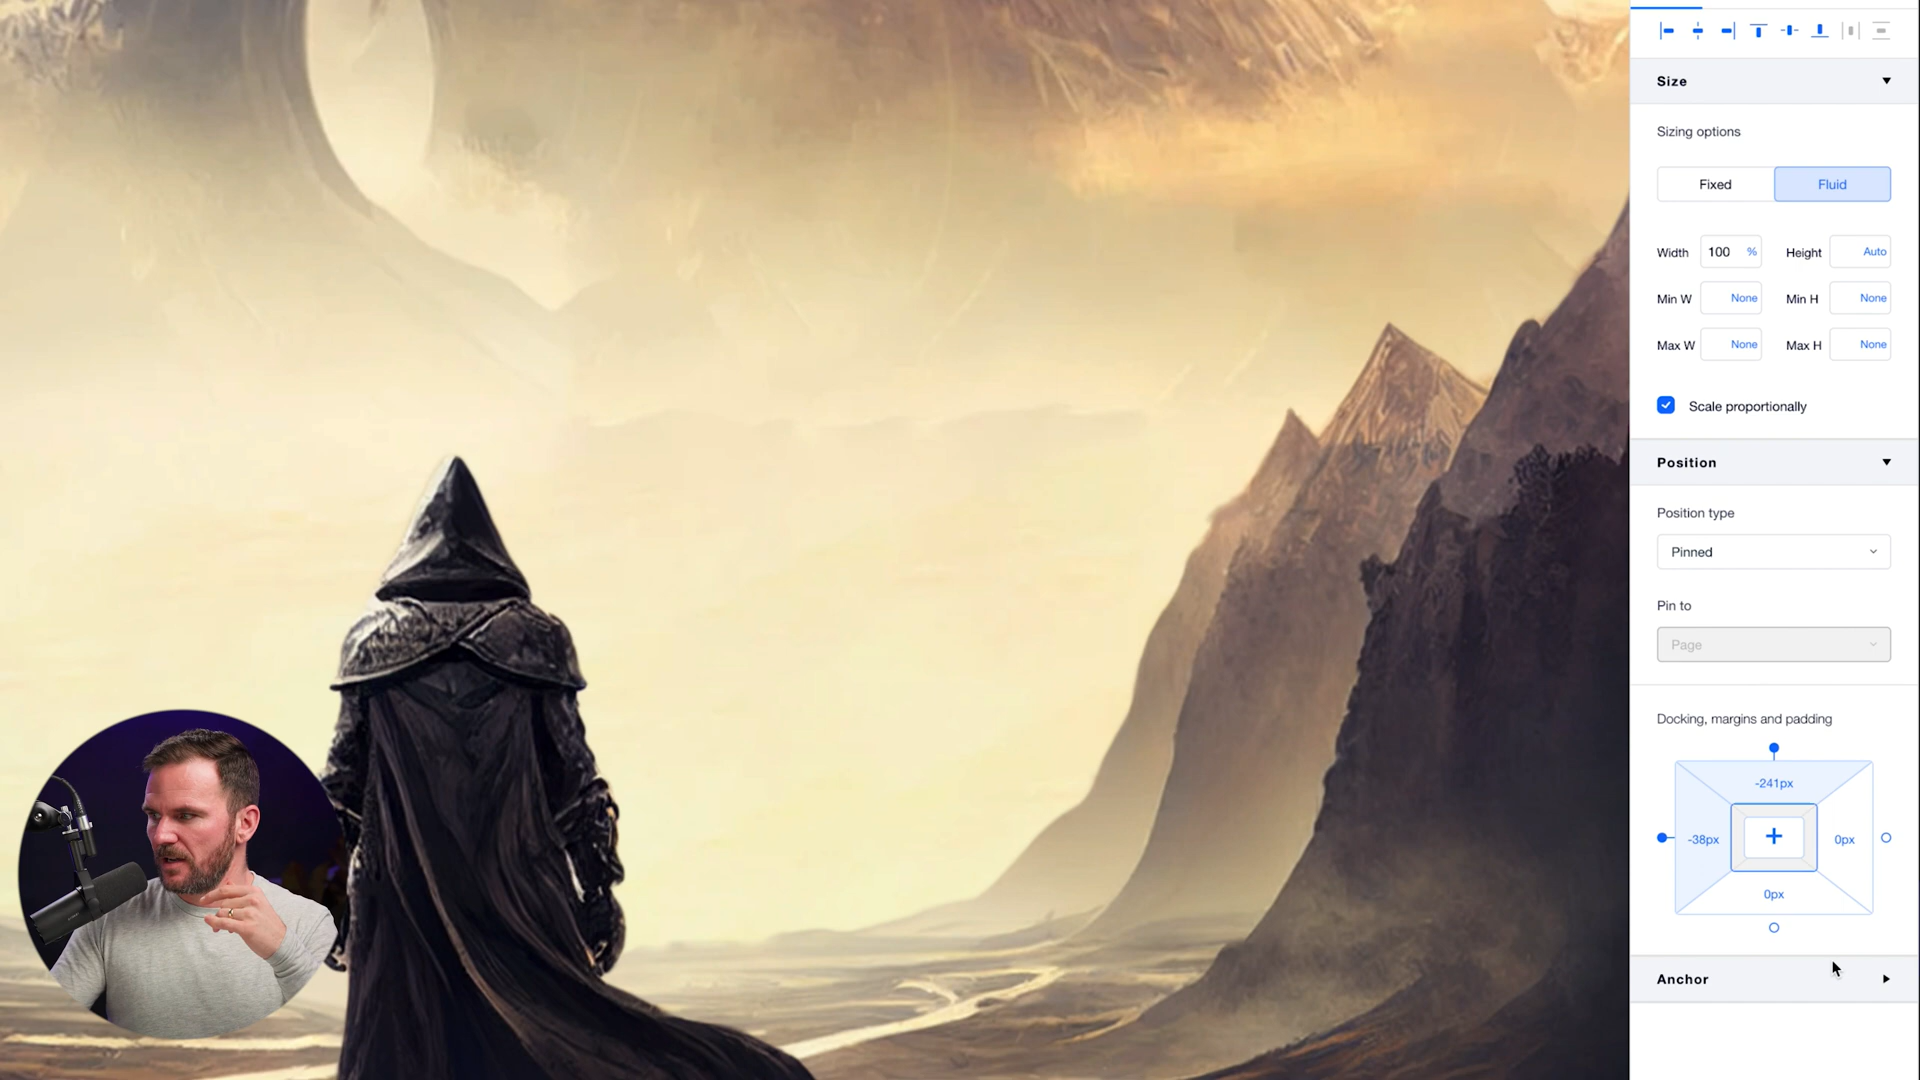 Size
Sizing options
Fixed Fluid
Width 100 % Height Auto
Min W None Min H None
Max W None Max H None
Scale proportionally
Position
Position type
Pinned
Pin to
Page
Docking, margins and padding
-241px
-38px 0px
0px
Anchor